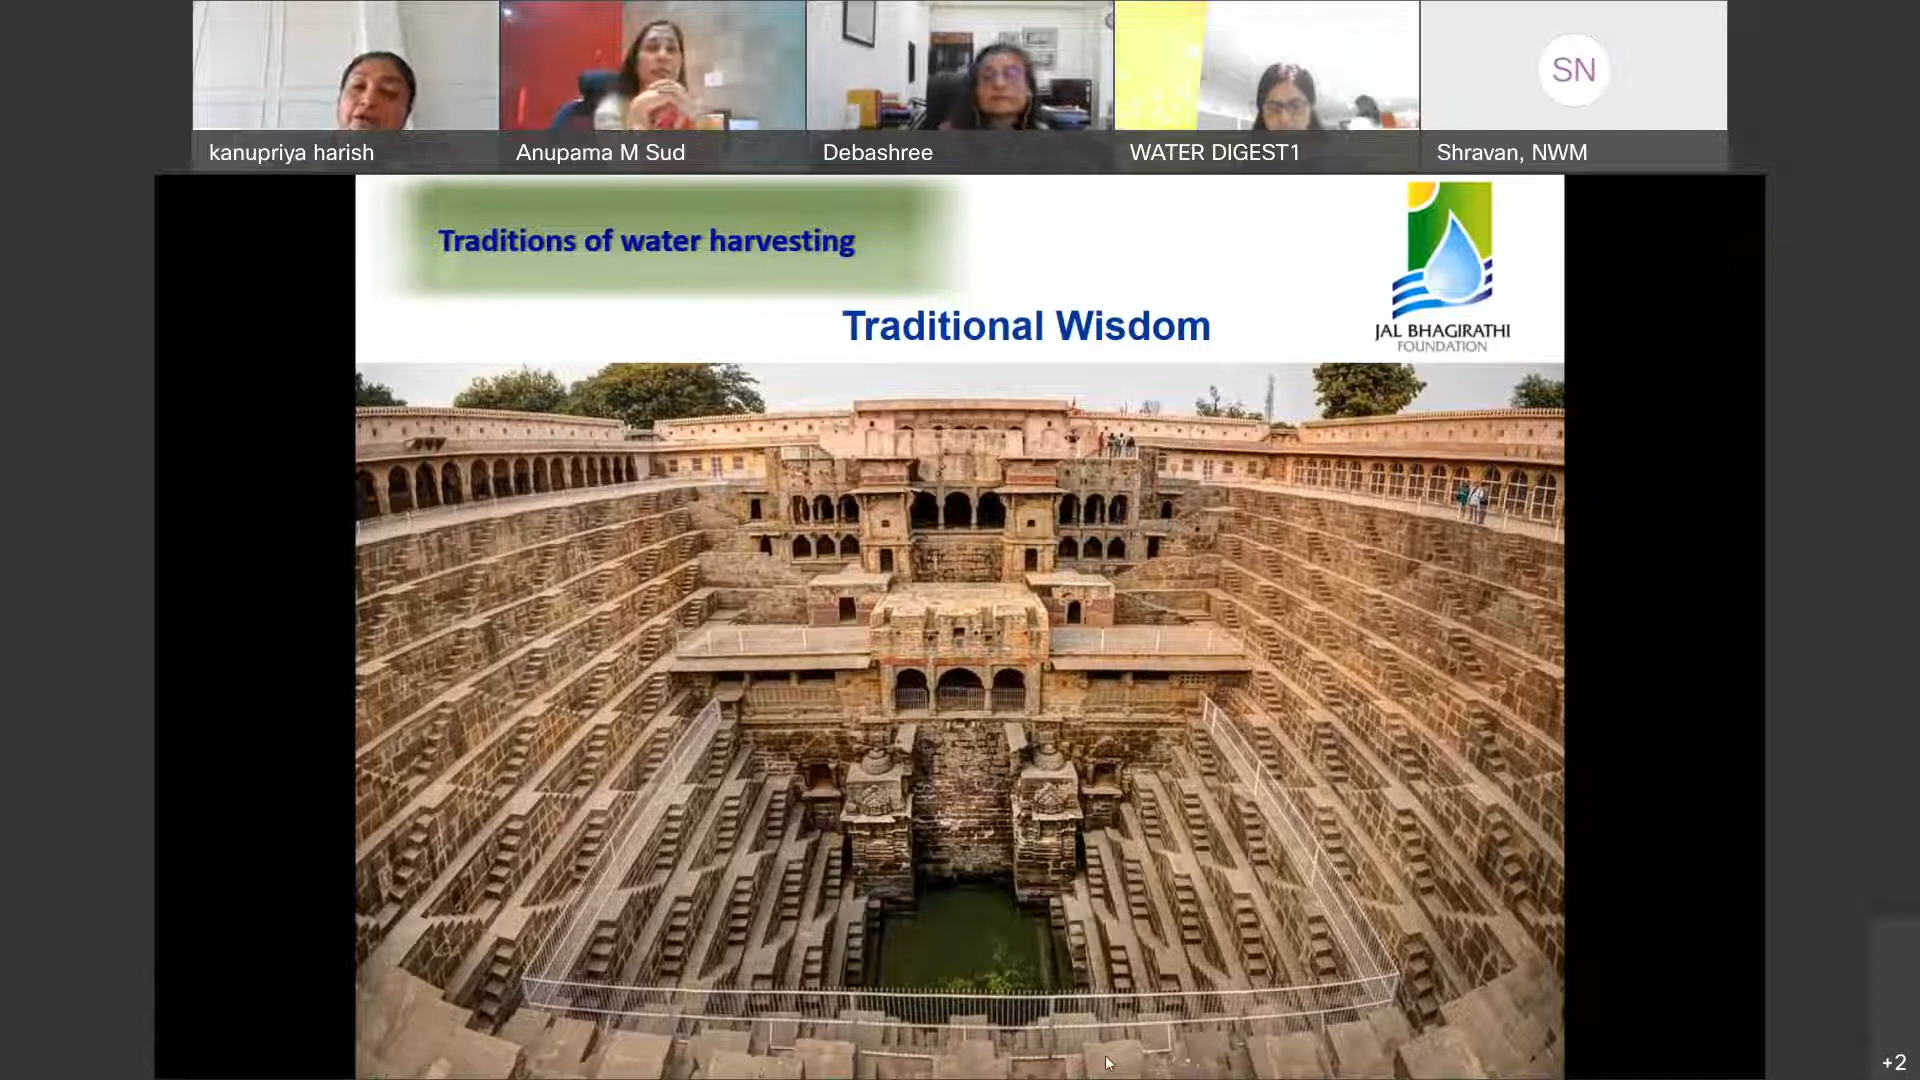 SN
kanupriya harish
Anupama M Sud
Debashree
WATER DIGEST1
Shravan, NWM
Traditions of water harvesting
Traditional Wisdom
JAL BHAGIRATHI
FOUNDATION
+2